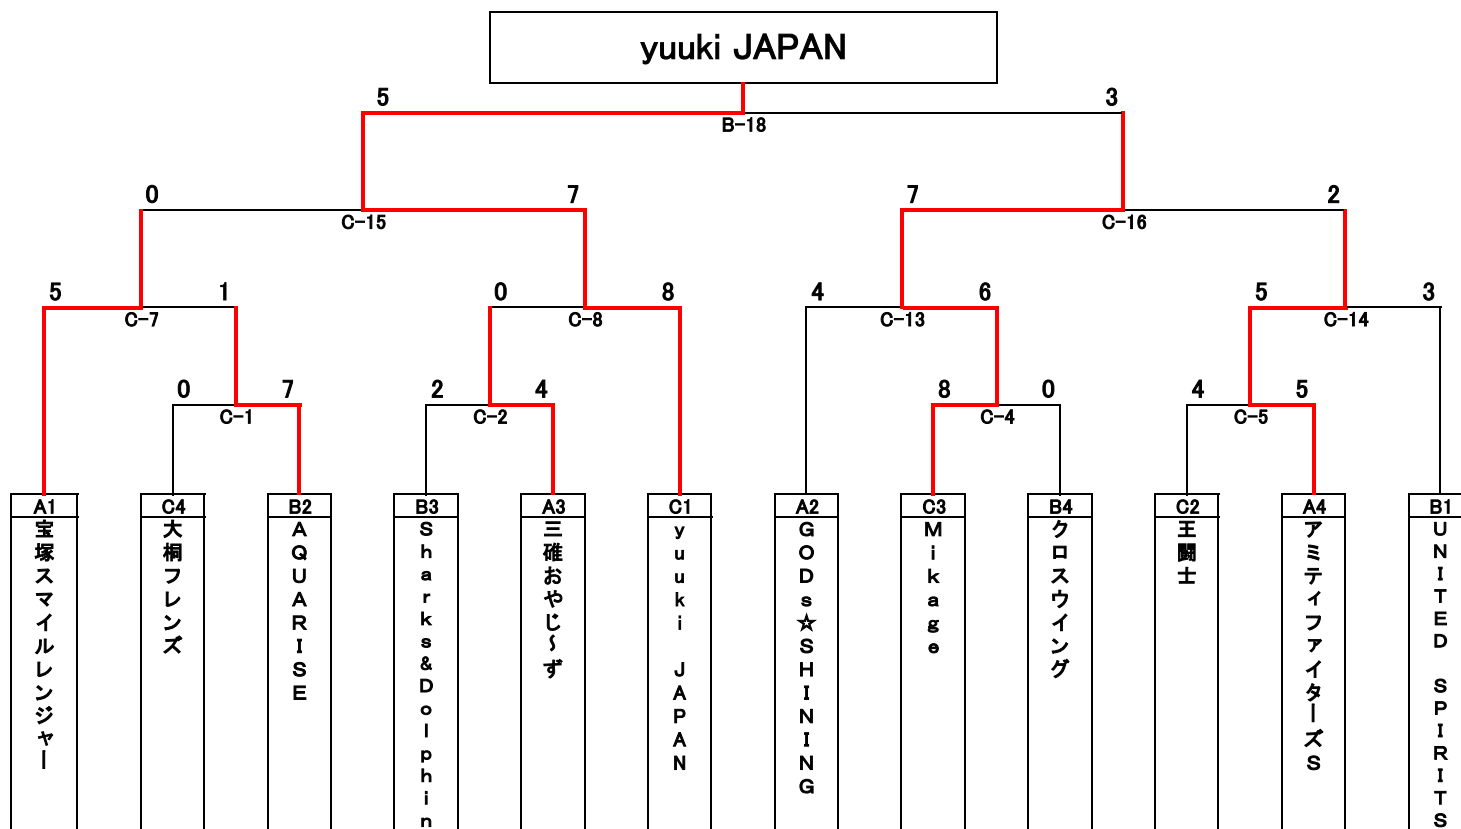 yuuki JAPAN
5 3
B-18
0 7 7 2
C-15 C-16
5 1 0 8 4 6 5 3
C-7 C-8 C-13 C-14
0 7 2 4 8 0 4 5
C-1 C-2 C-4 C-5
A1 C4 B2 B3 A3 C1 A2 C3 B4 C2 A4 B1
宝塚スマイルレンジャー
大桐フレンズ
AQUARISE
Sharks&Dolphin
三碓おやじ～ず
yuuki JAPAN
GODs☆SHINING
Mikage
クロスウイング
王闘士
アミティファイターズS
UNITED SPIRITS